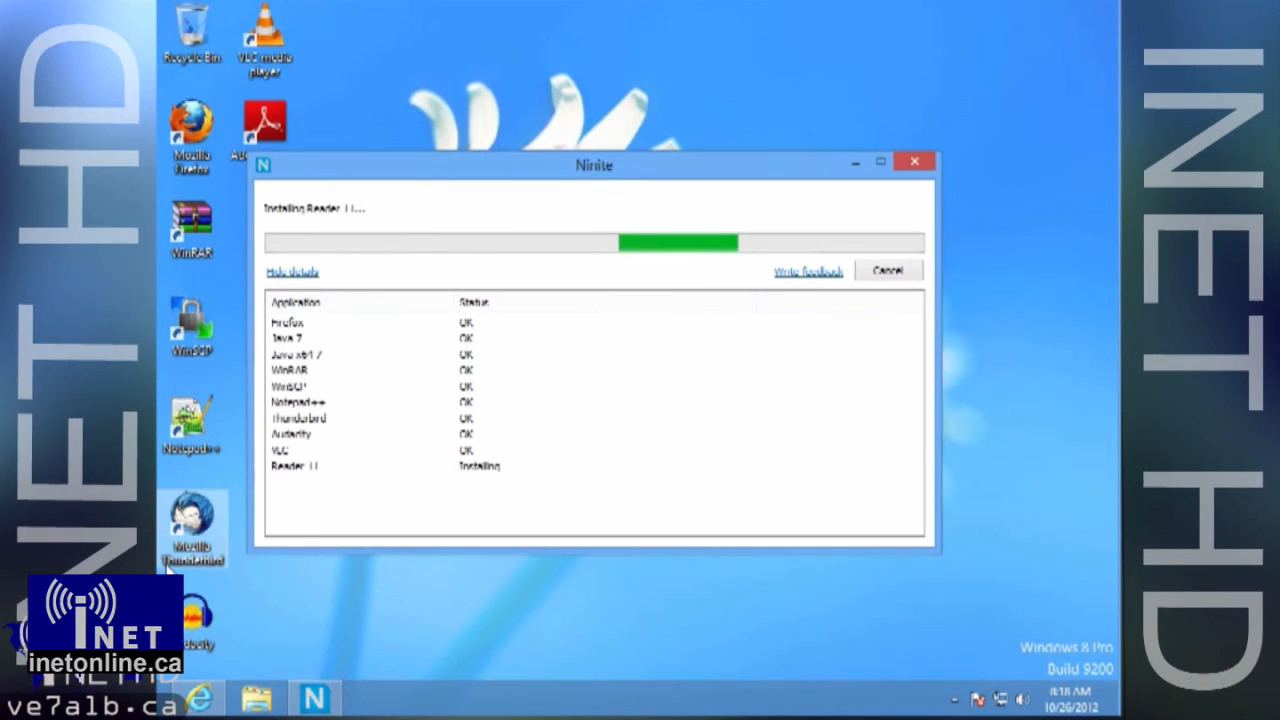 INET HD
INET HD
Recycle Bin
VLC media
player
Mozilla
Firefox
WinRAR
WinSCP
Notepad++
Mozilla
Thunderbird
Ninite
Installing Reader 11...
Hide details
Write feedback
Cancel
Application Status
Firefox OK
Java 7 OK
Java x64 7 OK
WinRAR OK
WinSCP OK
Notepad++ OK
Thunderbird OK
Audacity OK
VLC OK
Reader 11 Installing
iNET
inetonline.ca
ve7alb.ca
N
Windows 8 Pro
Build 9200
8:18 AM
10/26/2012